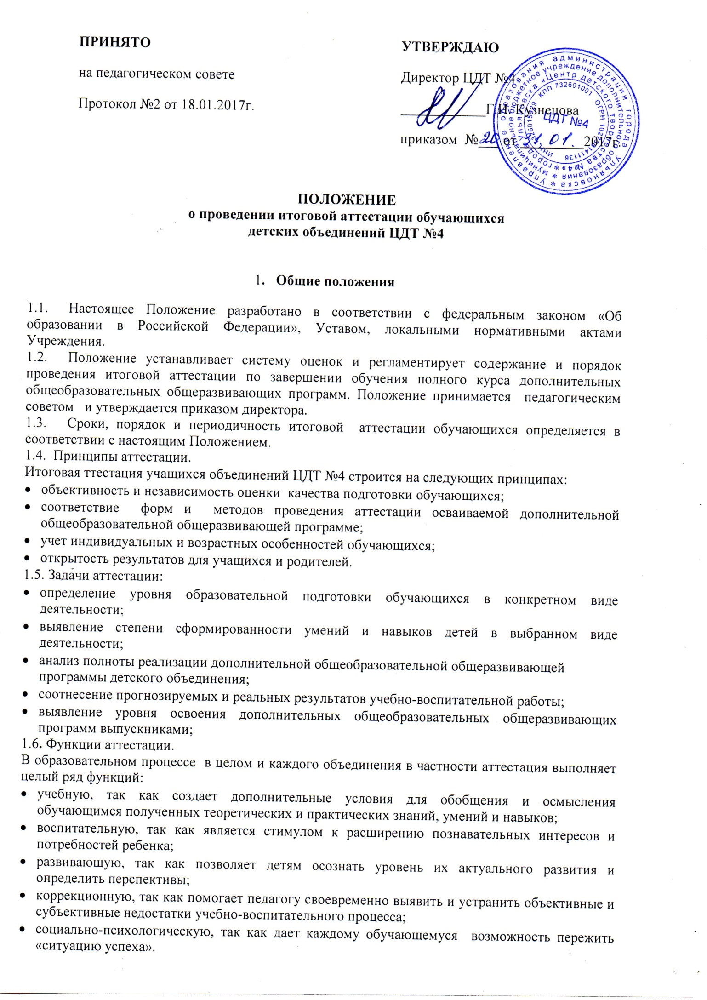 ПРИНЯТО
на педагогическом совете
Протокол №2 от 18.01.2017г.
УТВЕРЖДАЮ
Директор ЦДТ №4
____________Г.И. Кузнецова
приказом №20 от 31.01.2017г.
Управление образования администрации города Ульяновска *
муниципальное бюджетное учреждение дополнительного образования *
города Ульяновска «Центр детского творчества №4» *
КПП 732601001 ОГРН
ИНН
ЦДТ №4
ПОЛОЖЕНИЕ
о проведении итоговой аттестации обучающихся
детских объединений ЦДТ №4
1. Общие положения
1.1. Настоящее Положение разработано в соответствии с федеральным законом «Об
образовании в Российской Федерации», Уставом, локальными нормативными актами
Учреждения.
1.2. Положение устанавливает систему оценок и регламентирует содержание и порядок
проведения итоговой аттестации по завершении обучения полного курса дополнительных
общеобразовательных общеразвивающих программ. Положение принимается педагогическим
советом и утверждается приказом директора.
1.3. Сроки, порядок и периодичность итоговой аттестации обучающихся определяется в
соответствии с настоящим Положением.
1.4. Принципы аттестации.
Итоговая ттестация учащихся объединений ЦДТ №4 строится на следующих принципах:
• объективность и независимость оценки качества подготовки обучающихся;
• соответствие форм и методов проведения аттестации осваиваемой дополнительной
общеобразовательной общеразвивающей программе;
• учет индивидуальных и возрастных особенностей обучающихся;
• открытость результатов для учащихся и родителей.
1.5. Задачи аттестации:
• определение уровня образовательной подготовки обучающихся в конкретном виде
деятельности;
• выявление степени сформированности умений и навыков детей в выбранном виде
деятельности;
• анализ полноты реализации дополнительной общеобразовательной общеразвивающей
программы детского объединения;
• соотнесение прогнозируемых и реальных результатов учебно-воспитательной работы;
• выявление уровня освоения дополнительных общеобразовательных общеразвивающих
программ выпускниками;
1.6. Функции аттестации.
В образовательном процессе в целом и каждого объединения в частности аттестация выполняет
целый ряд функций:
• учебную, так как создает дополнительные условия для обобщения и осмысления
обучающимся полученных теоретических и практических знаний, умений и навыков;
• воспитательную, так как является стимулом к расширению познавательных интересов и
потребностей ребенка;
• развивающую, так как позволяет детям осознать уровень их актуального развития и
определить перспективы;
• коррекционную, так как помогает педагогу своевременно выявить и устранить объективные и
субъективные недостатки учебно-воспитательного процесса;
• социально-психологическую, так как дает каждому обучающемуся возможность пережить
«ситуацию успеха».